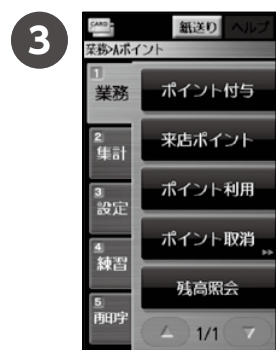 3
CARD 紙送り ヘルプ
業務>Aポイント
1 業務
ポイント付与
2 集計
来店ポイント
3 設定
ポイント利用
4 練習
ポイント取消
5 再印字
残高照会
1/1